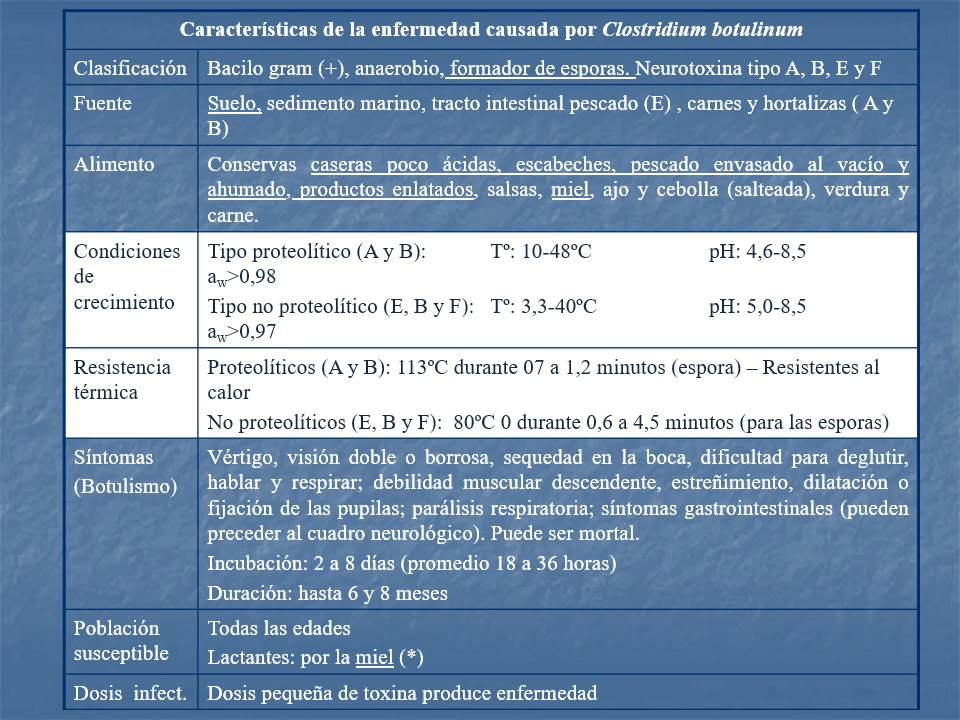 Características de la enfermedad causada por Clostridium botulinum
Clasificación
Bacilo gram (+), anaerobio, formador de esporas. Neurotoxina tipo A, B, E y F
Fuente
Suelo, sedimento marino, tracto intestinal pescado (E) , carnes y hortalizas ( A y
B)
Alimento
Conservas caseras poco ácidas, escabeches, pescado envasado al vacío y
ahumado, productos enlatados, salsas, miel, ajo y cebolla (salteada), verdura y
carne.
Condiciones
de
crecimiento
Tipo proteolítico (A y B): Tº: 10-48ºC pH: 4,6-8,5
aw>0,98
Tipo no proteolítico (E, B y F): Tº: 3,3-40ºC pH: 5,0-8,5
aw>0,97
Resistencia
térmica
Proteolíticos (A y B): 113ºC durante 07 a 1,2 minutos (espora) – Resistentes al
calor
No proteolíticos (E, B y F): 80ºC 0 durante 0,6 a 4,5 minutos (para las esporas)
Síntomas
(Botulismo)
Vértigo, visión doble o borrosa, sequedad en la boca, dificultad para deglutir,
hablar y respirar; debilidad muscular descendente, estreñimiento, dilatación o
fijación de las pupilas; parálisis respiratoria; síntomas gastrointestinales (pueden
preceder al cuadro neurológico). Puede ser mortal.
Incubación: 2 a 8 días (promedio 18 a 36 horas)
Duración: hasta 6 y 8 meses
Población
susceptible
Todas las edades
Lactantes: por la miel (*)
Dosis infect.
Dosis pequeña de toxina produce enfermedad